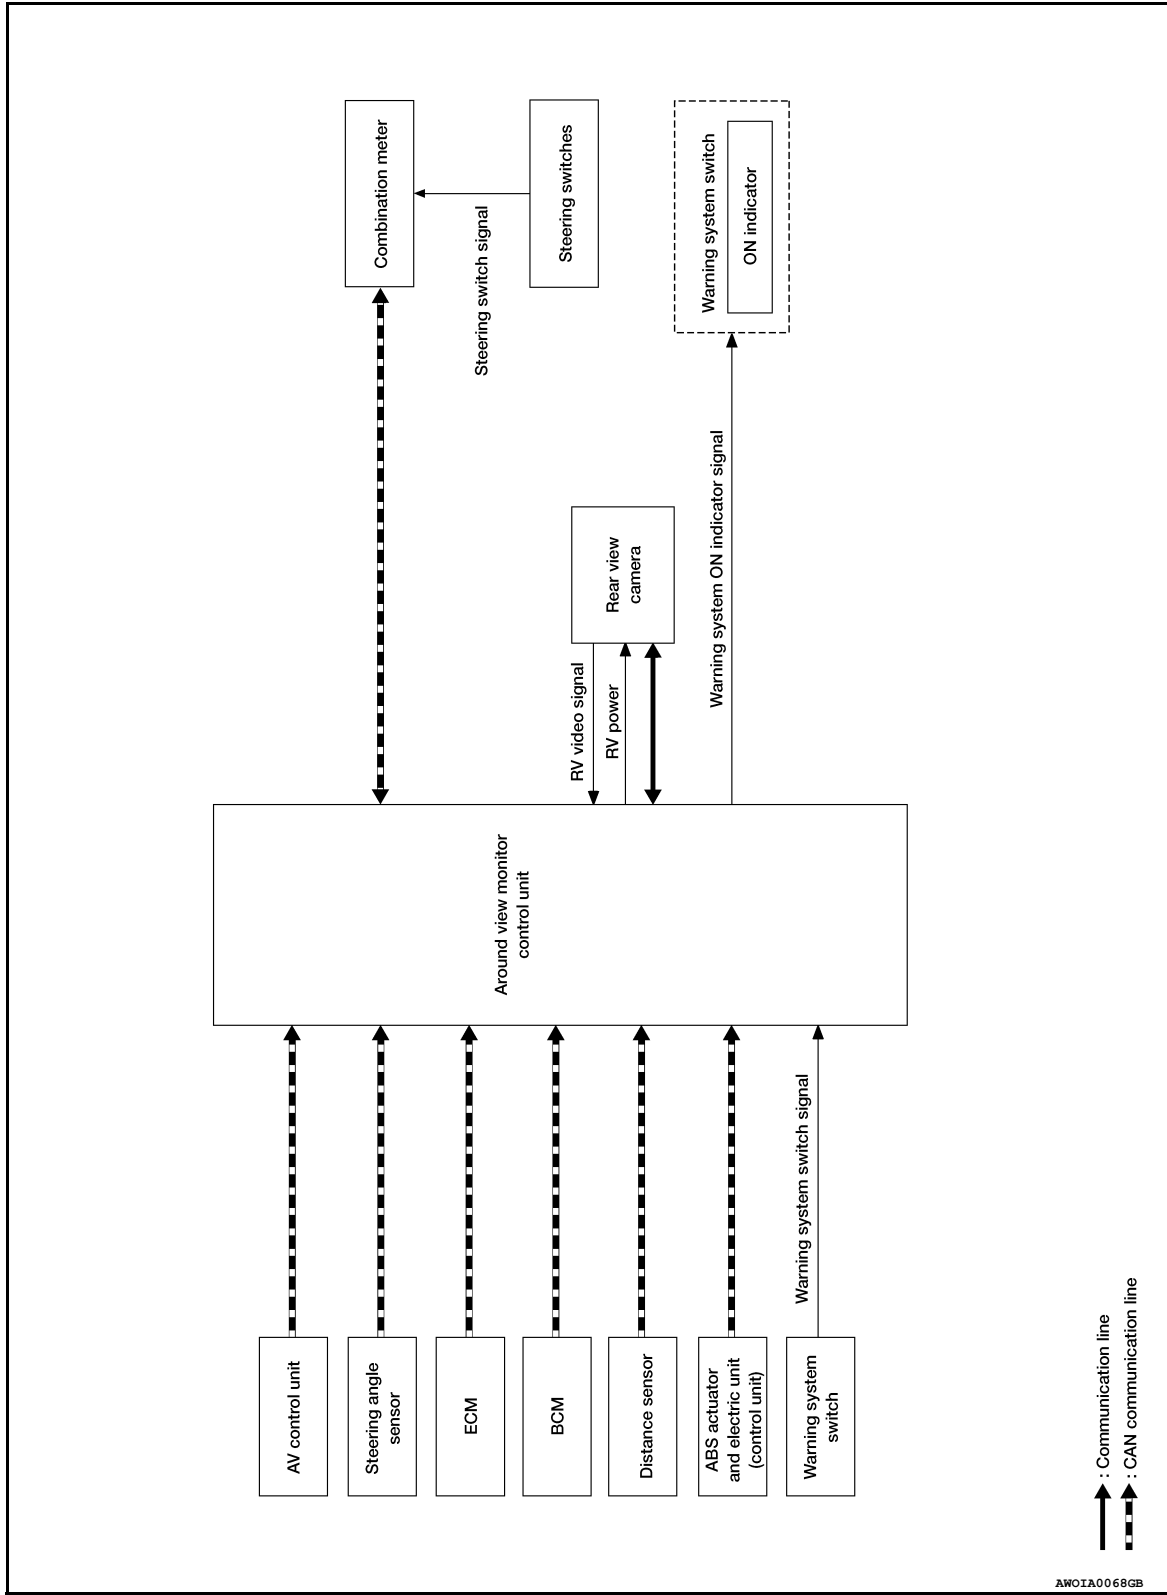 AV control unit
Steering angle
sensor
ECM
BCM
Distance sensor
ABS actuator
and electric unit
(control unit)
Warning system
switch
Warning system switch signal
Around view monitor
control unit
RV video signal
RV power
Rear view
camera
Warning system ON indicator signal
Combination meter
Steering switch signal
Steering switches
Warning system switch
ON indicator
: Communication line
: CAN communication line
AWOIA0068GB